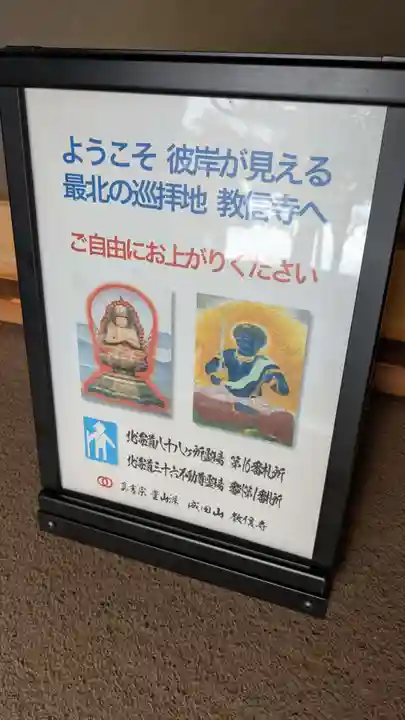 ようこそ 彼岸が見える
最北の巡拝地 教信寺へ
ご自由にお上がりください
北海道八十八ヶ所霊場 第16番札所
北海道三十六不動尊霊場 第1番札所
真言宗 智山派 成田山 教信寺